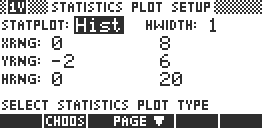 1V STATISTICS PLOT SETUP
STATPLOT: Hist HWIDTH: 1
XRNG: 0 8
YRNG: -2 6
HRNG: 0 20
SELECT STATISTICS PLOT TYPE
CHOOS PAGE ▼